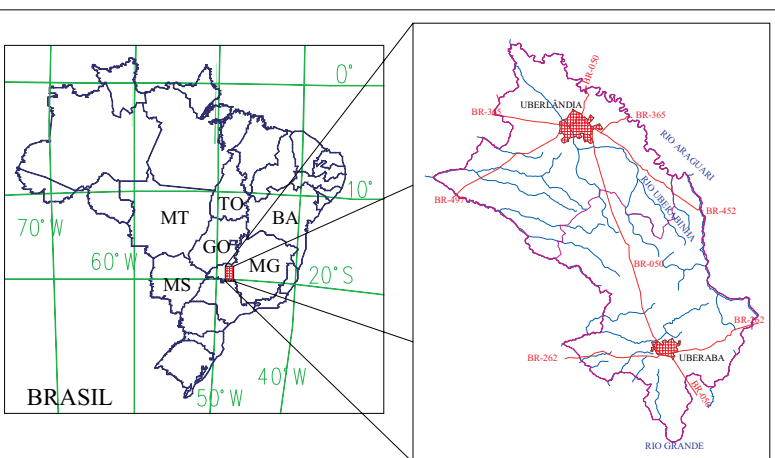 0°
10°
20°S
70°W
60°W
50°W
40°W
MT
TO
BA
GO
MG
MS
BRASIL
BR-050
UBERLÂNDIA
BR-365
BR-365
RIO ARAGUARI
RIO UBERABINHA
BR-497
BR-452
BR-050
BR-262
BR-262
UBERABA
BR-050
RIO GRANDE